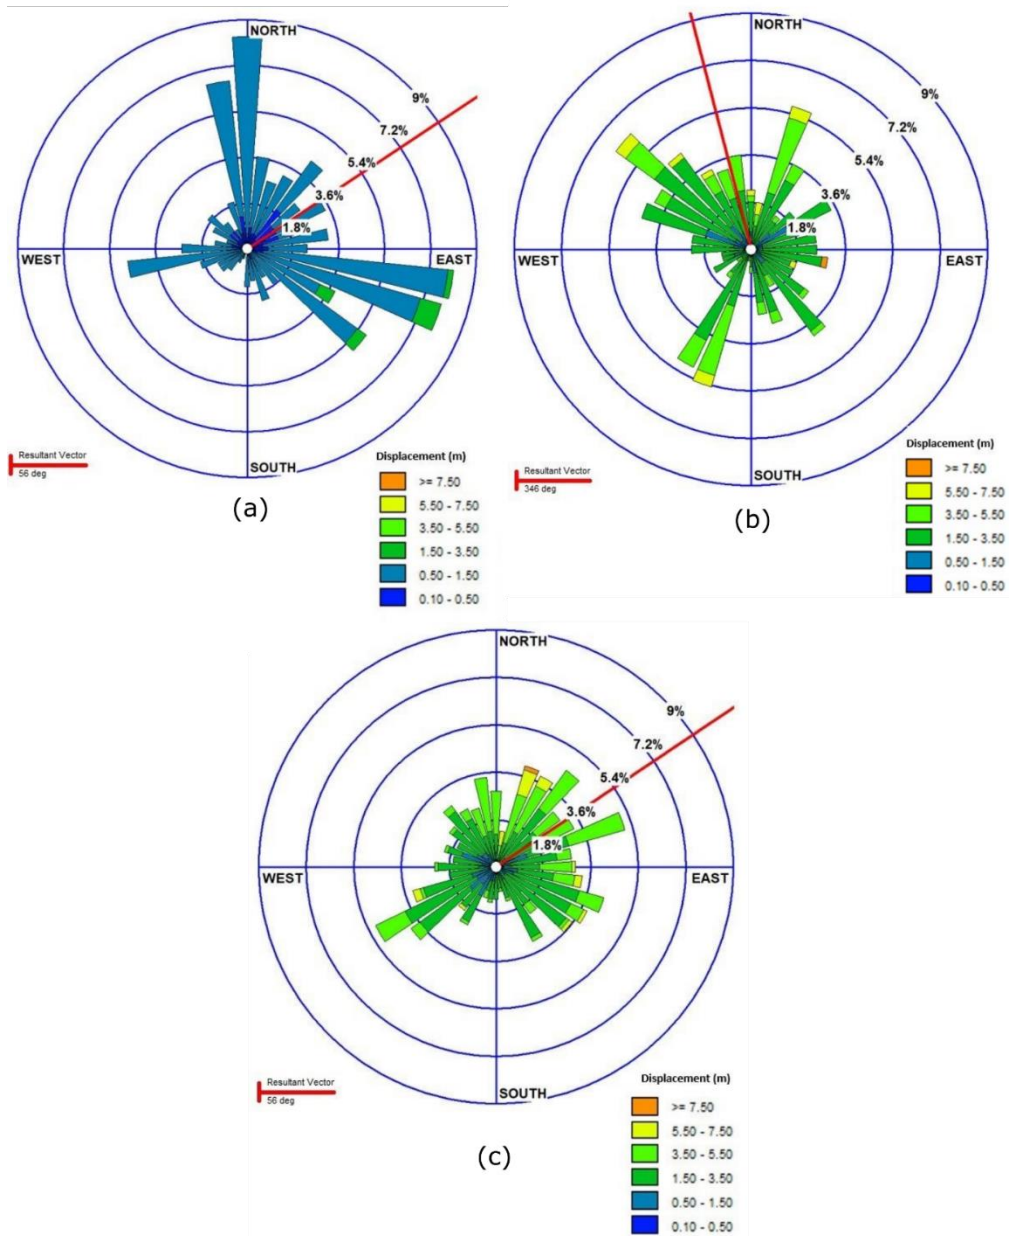 NORTH
9%
7.2%
5.4%
3.6%
1.8%
WEST
EAST
SOUTH
Resultant Vector
56 deg
Displacement (m)
>= 7.50
5.50 - 7.50
3.50 - 5.50
1.50 - 3.50
0.50 - 1.50
0.10 - 0.50
(a)
NORTH
9%
7.2%
5.4%
3.6%
1.8%
WEST
EAST
SOUTH
Resultant Vector
346 deg
Displacement (m)
>= 7.50
5.50 - 7.50
3.50 - 5.50
1.50 - 3.50
0.50 - 1.50
0.10 - 0.50
(b)
NORTH
9%
7.2%
5.4%
3.6%
1.8%
WEST
EAST
SOUTH
Resultant Vector
56 deg
Displacement (m)
>= 7.50
5.50 - 7.50
3.50 - 5.50
1.50 - 3.50
0.50 - 1.50
0.10 - 0.50
(c)